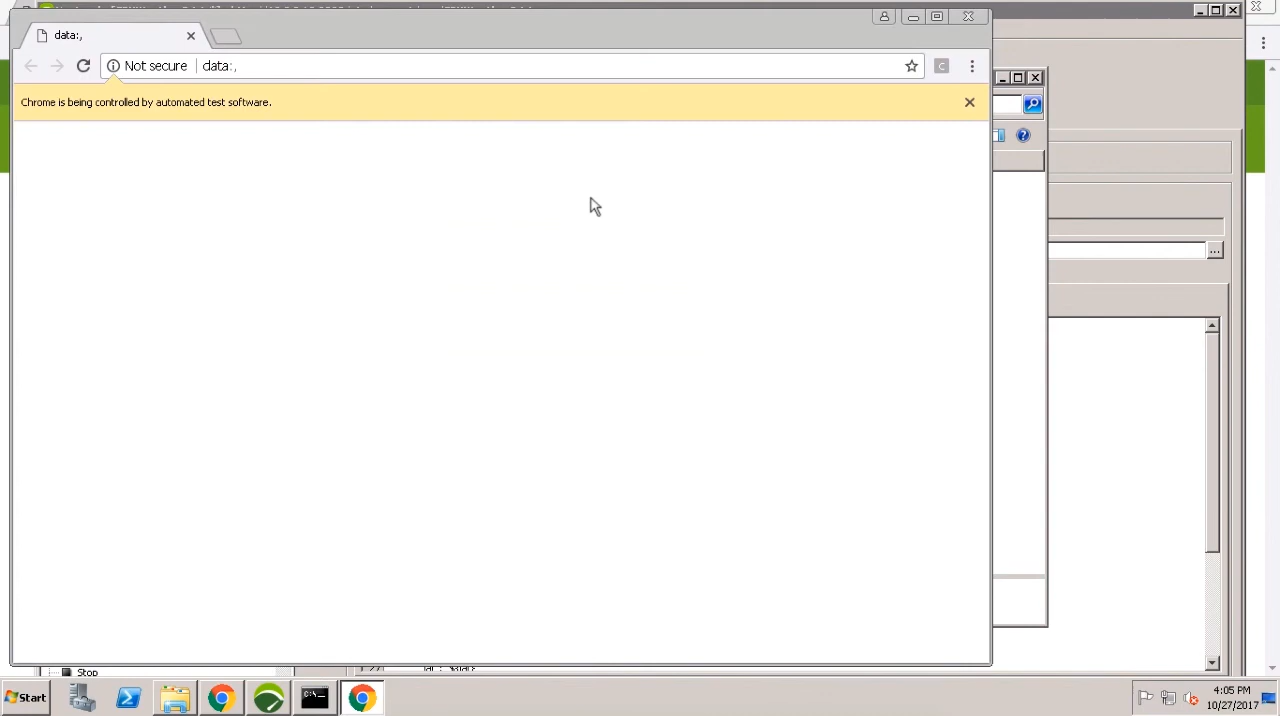 data:,
Not secure
data:,
Chrome is being controlled by automated test software.
...
Stop
Start
4:05 PM
10/27/2017